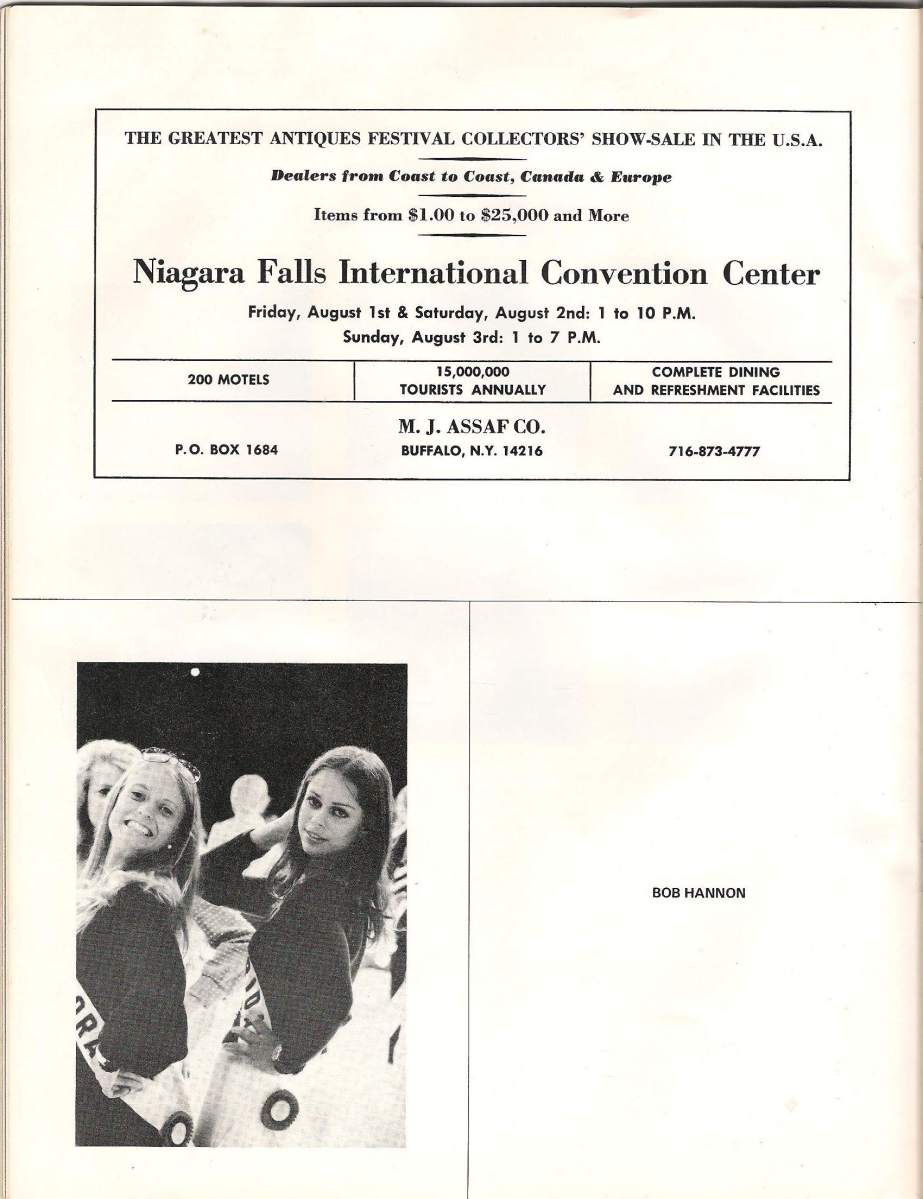 THE GREATEST ANTIQUES FESTIVAL COLLECTORS' SHOW-SALE IN THE U.S.A.
Dealers from Coast to Coast, Canada & Europe
Items from $1.00 to $25,000 and More
Niagara Falls International Convention Center
Friday, August 1st & Saturday, August 2nd: 1 to 10 P.M.
Sunday, August 3rd: 1 to 7 P.M.
200 MOTELS
15,000,000
TOURISTS ANNUALLY
COMPLETE DINING
AND REFRESHMENT FACILITIES
M. J. ASSAF CO.
P.O. BOX 1684
BUFFALO, N.Y. 14216
716-873-4777
BOB HANNON